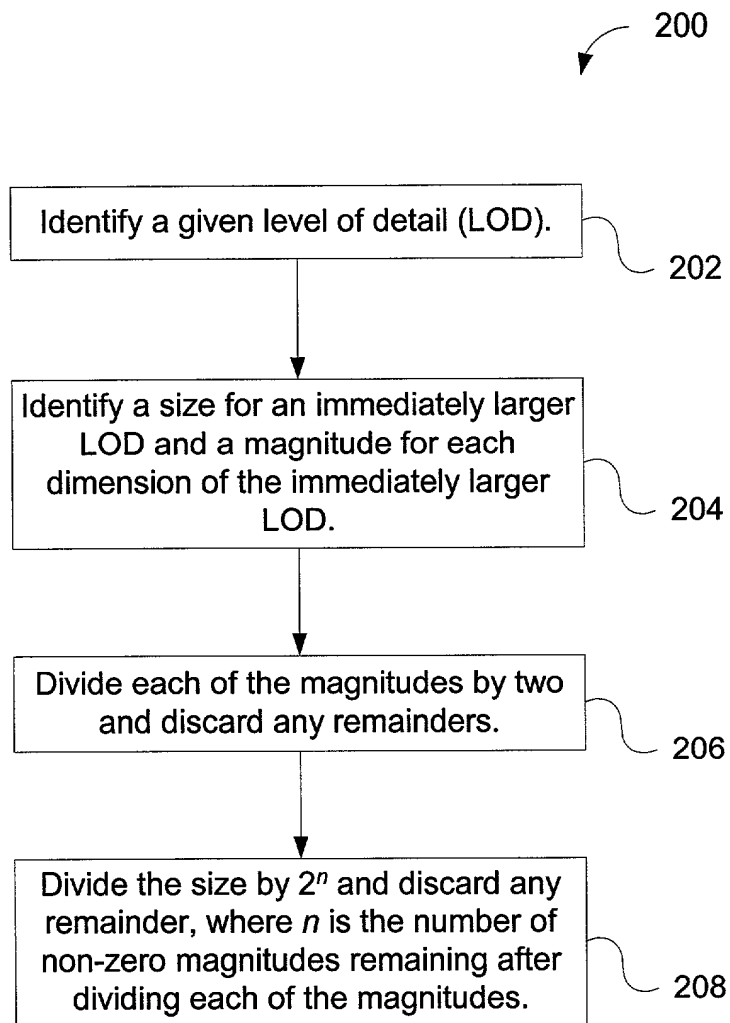 200
Identify a given level of detail (LOD).
202
Identify a size for an immediately larger
LOD and a magnitude for each
dimension of the immediately larger
LOD.
204
Divide each of the magnitudes by two
and discard any remainders.
206
Divide the size by 2ⁿ and discard any
remainder, where n is the number of
non-zero magnitudes remaining after
dividing each of the magnitudes.
208